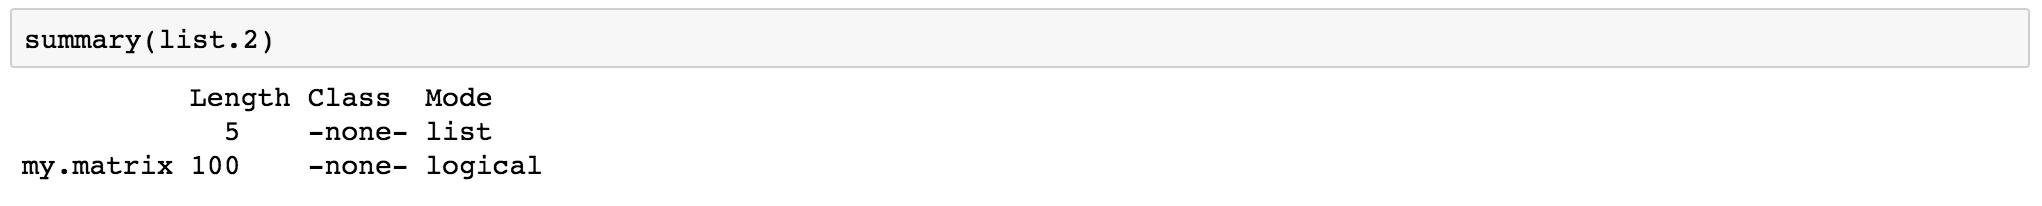 summary(list.2)
Length Class  Mode
5    -none- list
my.matrix 100    -none- logical